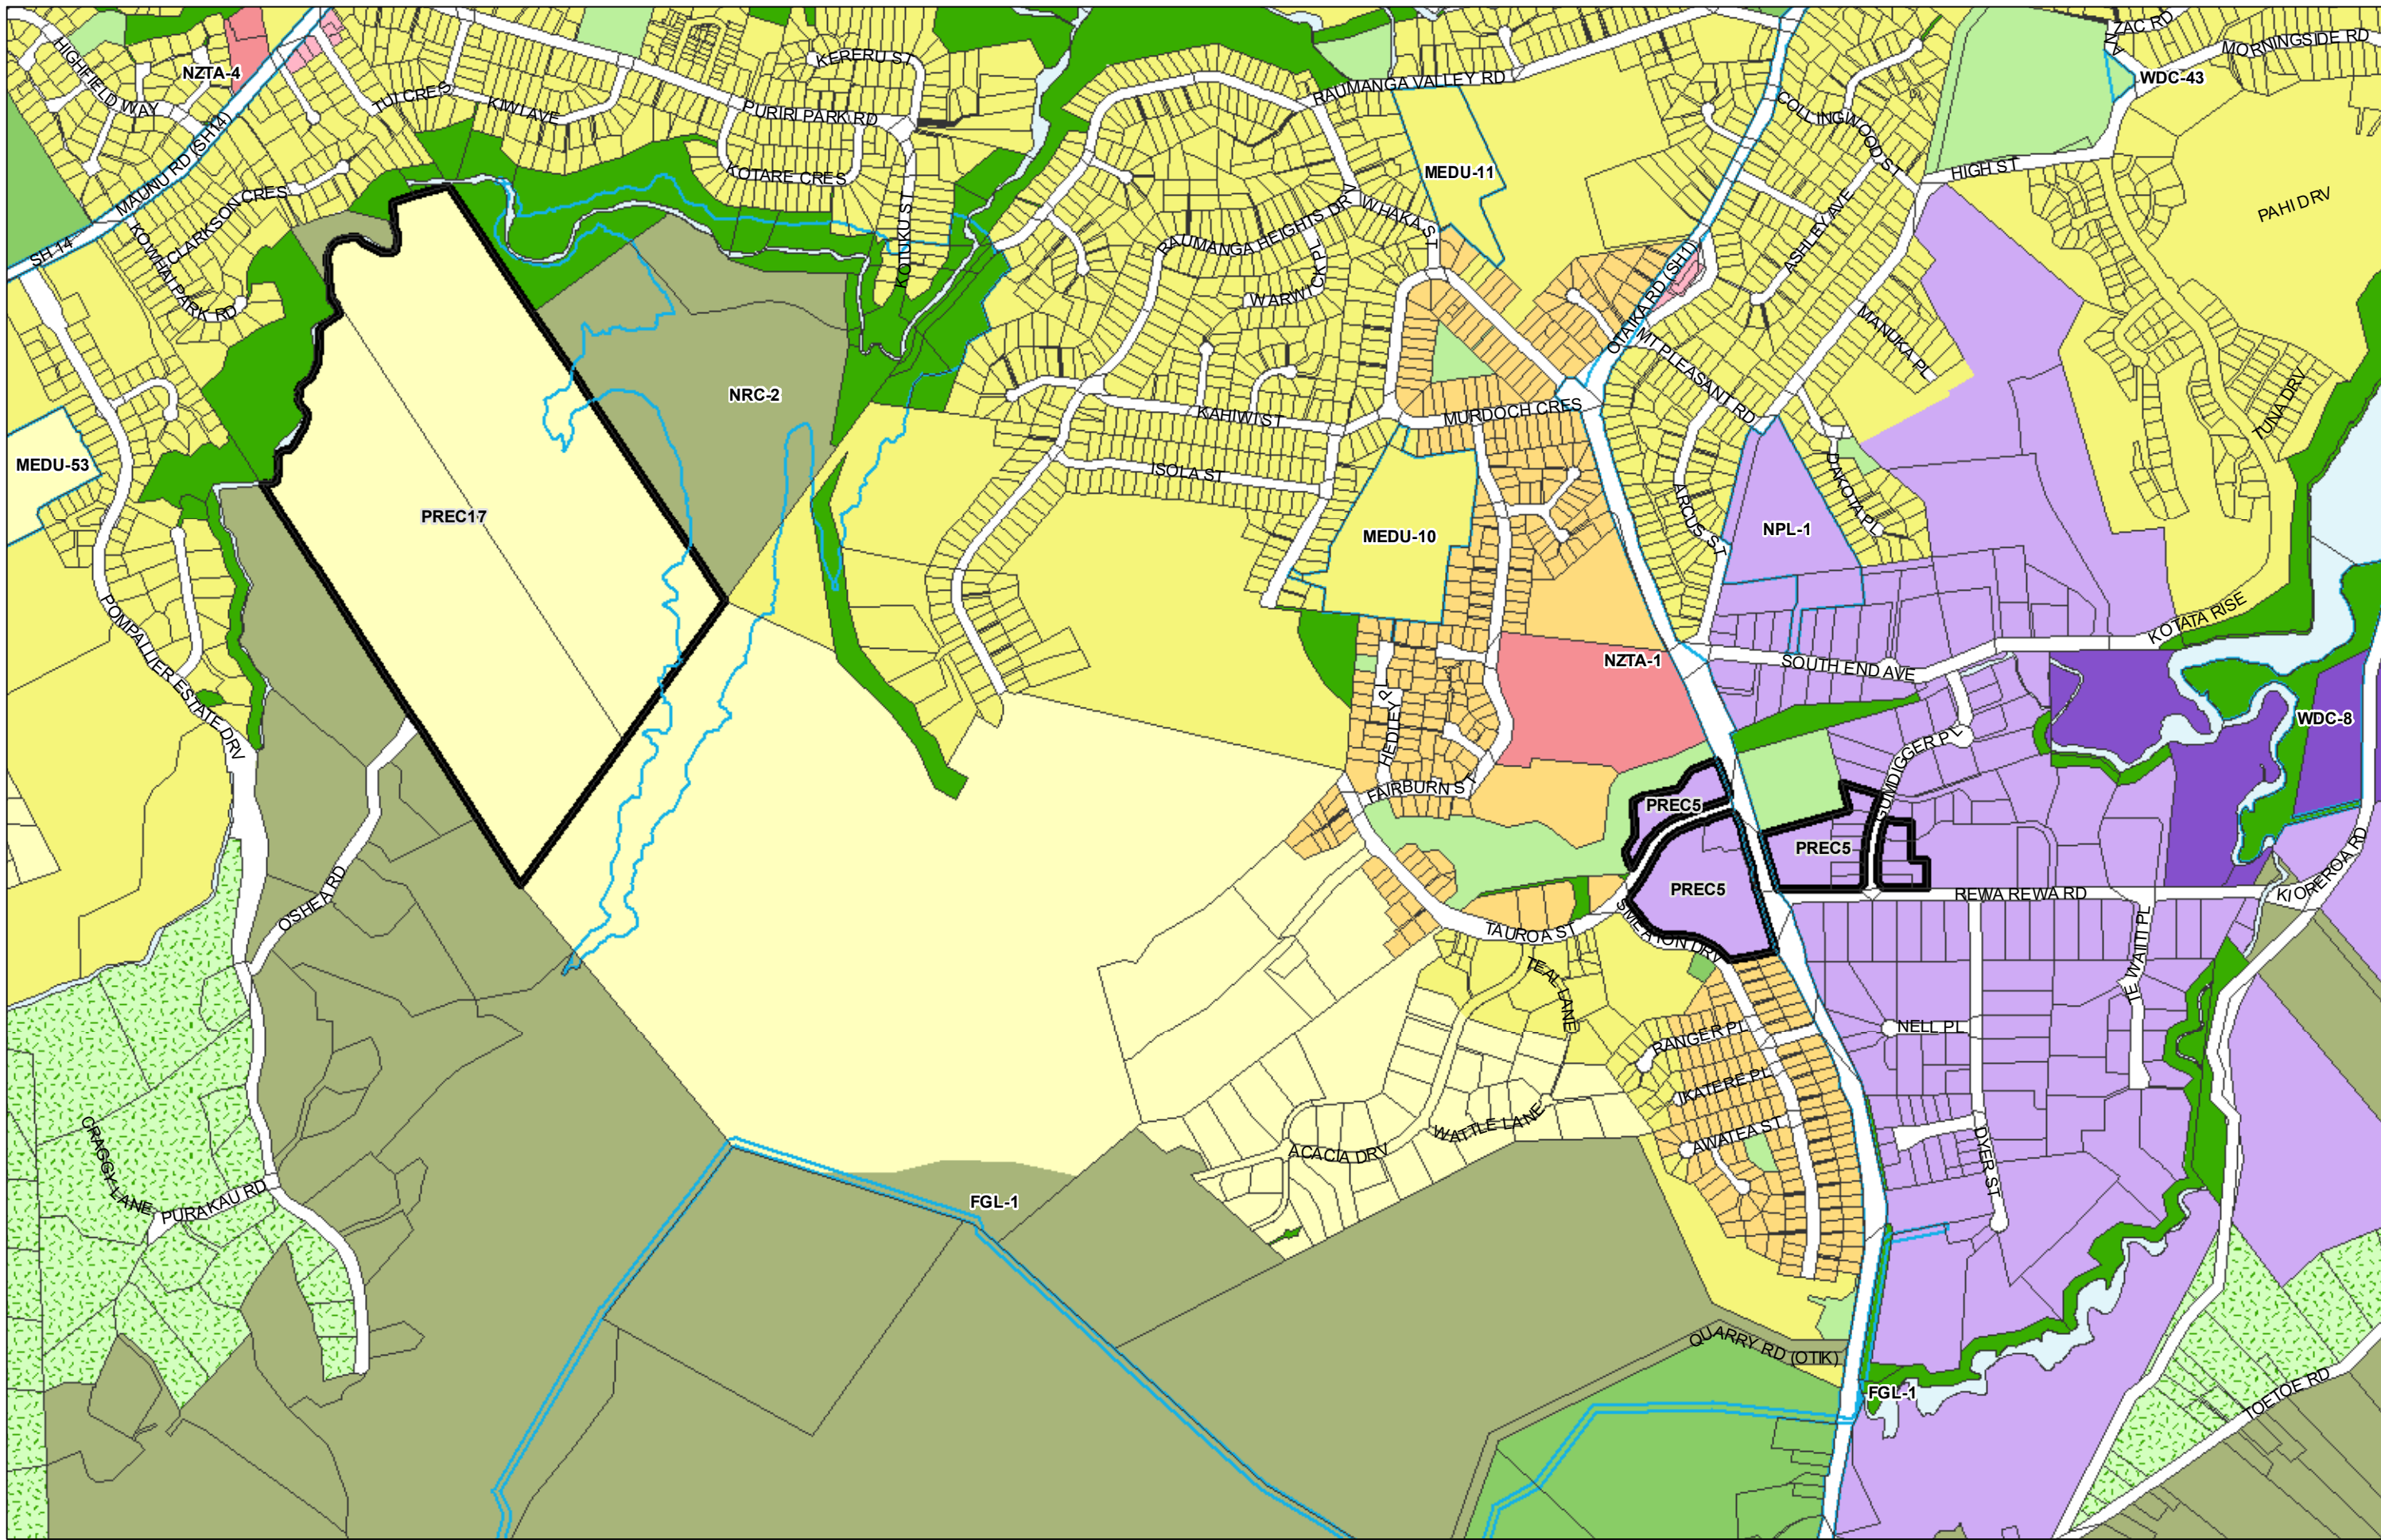 ZAC RD
MORNINGSIDE RD
HIGHFIELD WAY
NZTA-4
KERERU ST
WDC-43
TUI CRES
KIWI AVE
PURIRI PARK RD
RAUMANGA VALLEY RD
COLLINGWOOD ST
MAUNU RD (SH14)
KOTARE CRES
MEDU-11
HIGH ST
CLARKSON CRES
SH 14
KOWHAI PARK RD
KOTUKU ST
RAUMANGA HEIGHTS DRV
WHAKA ST
ASHLEY AVE
PAHI DRV
WARWICK PL
OTAIKA RD (SH1)
MT PLEASANT RD
MANUKA PL
NRC-2
KAHIWI ST
MURDOCH CRES
TUNA DRV
MEDU-53
ISOLA ST
DAKOTA PL
PREC17
ARCUS ST
MEDU-10
NPL-1
POMPALLIER ESTATE DRV
KOTATA RISE
NZTA-1
SOUTH END AVE
HEDLEY PL
WDC-8
GUMDIGGER PL
FAIRBURN ST
PREC5
PREC5
PREC5
OSHEA RD
REWA REWA RD
KIOREROA RD
SMEATON DRV
TAUROA ST
TE WAITI PL
TEAL LANE
RANGER PL
NELL PL
IKATERE PL
WATTLE LANE
AWATEA ST
ACACIA DRV
DYER ST
CRAGGY LANE
PURAKAU RD
FGL-1
QUARRY RD (OTIK)
FGL-1
TOETOE RD